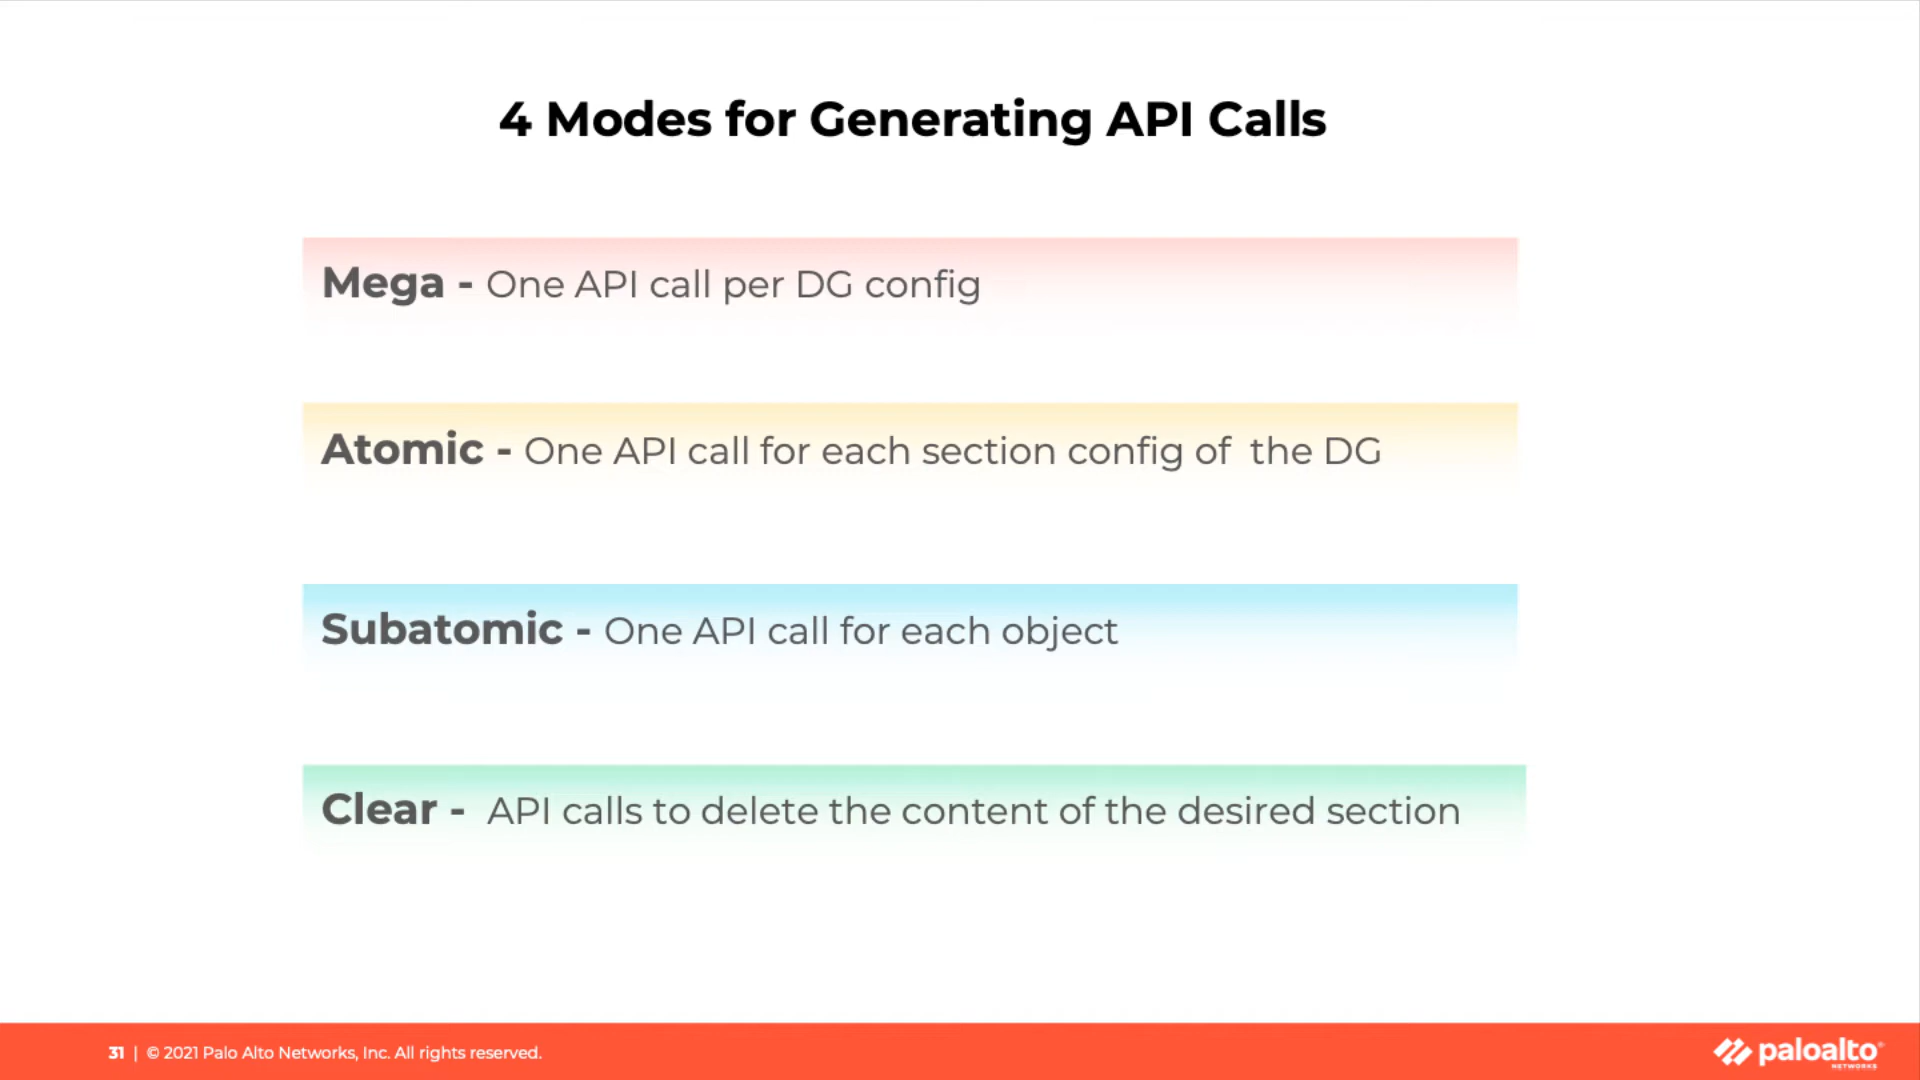 4 Modes for Generating API Calls
Mega - One API call per DG config
Atomic - One API call for each section config of the DG
Subatomic - One API call for each object
Clear - API calls to delete the content of the desired section
31 | © 2021 Palo Alto Networks, Inc. All rights reserved.
paloalto®
NETWORKS